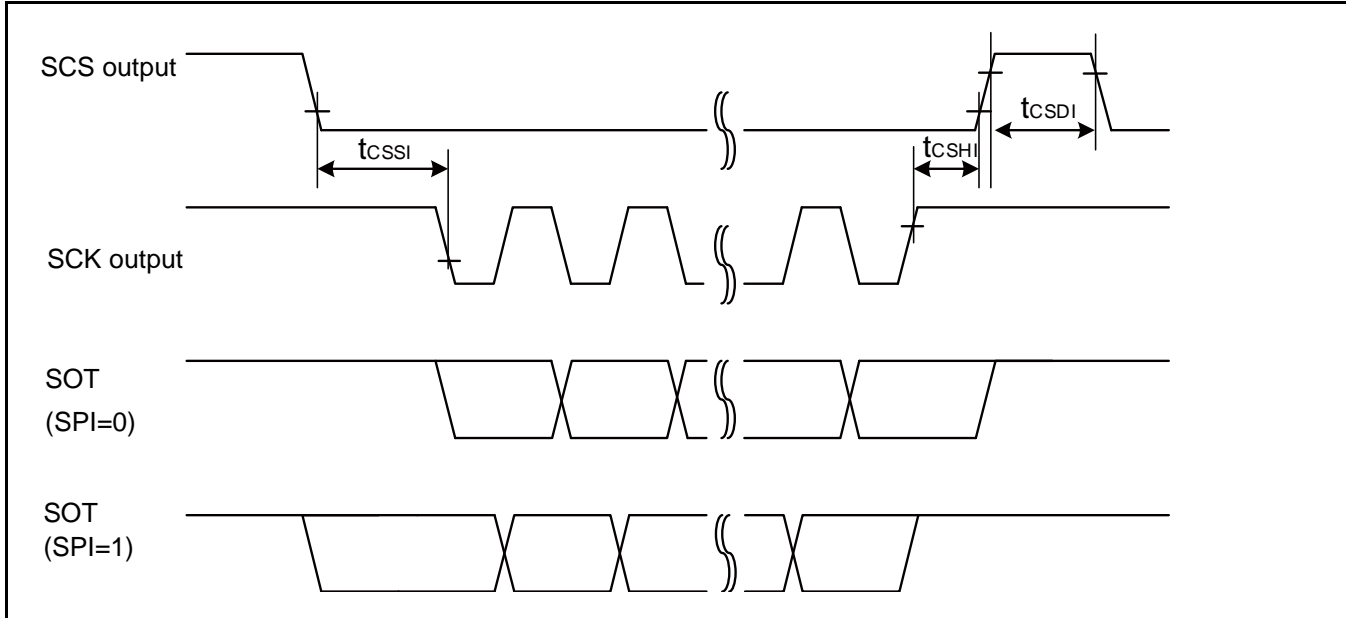 SCS output
tCSDI
tCSSI
tCSHI
SCK output
SOT
(SPI=0)
SOT
(SPI=1)